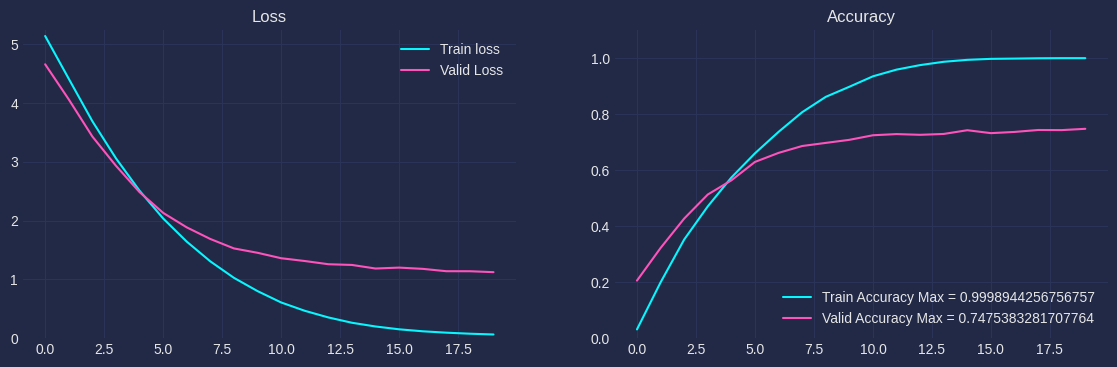 Loss
5
4
3
2
1
0
0.0 2.5 5.0 7.5 10.0 12.5 15.0 17.5
Train loss
Valid Loss
Accuracy
1.0
0.8
0.6
0.4
0.2
0.0
0.0 2.5 5.0 7.5 10.0 12.5 15.0 17.5
Train Accuracy Max = 0.9998944256756757
Valid Accuracy Max = 0.7475383281707764